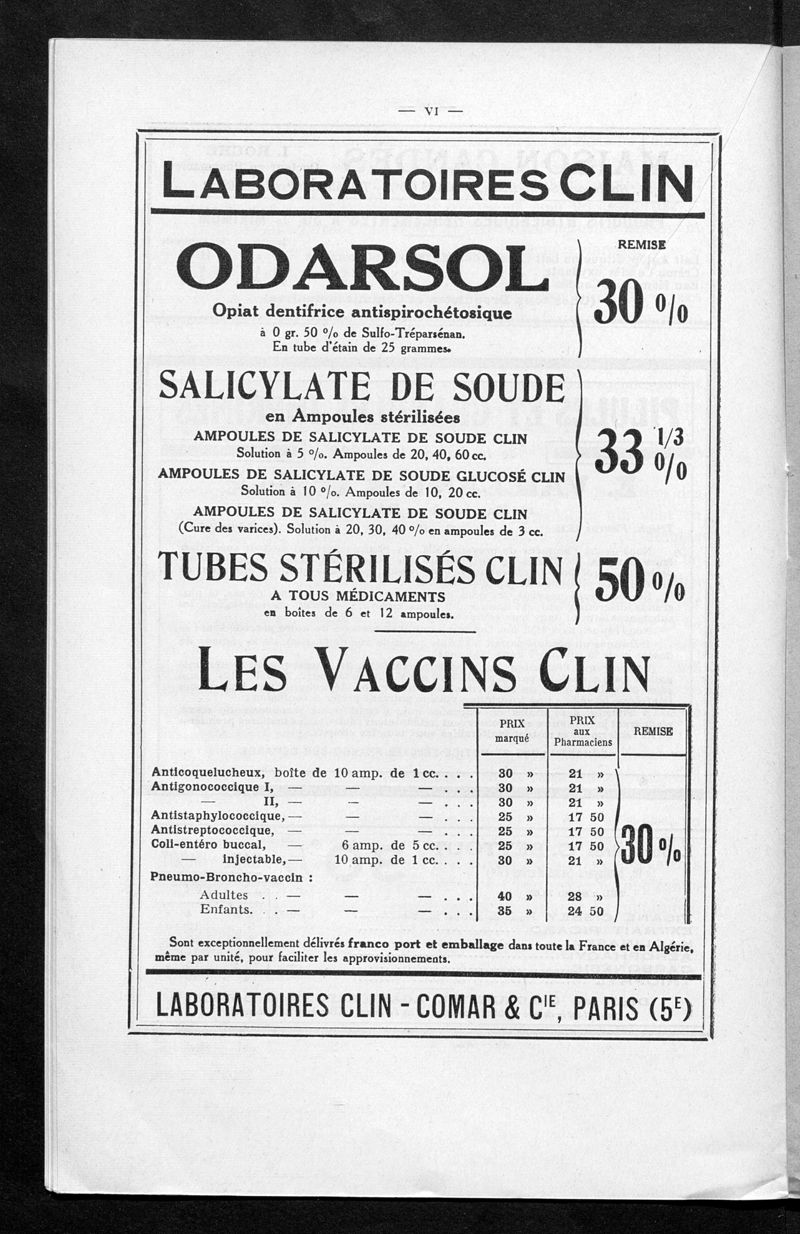 — VI —
LABORATOIRES CLIN
ODARSOL
Opiat dentifrice antispirochétosique
à 0 gr. 50 % de Sulfo-Tréparsénan.
En tube d'étain de 25 grammes.
REMISE
30 %
SALICYLATE DE SOUDE
en Ampoules stérilisées
AMPOULES DE SALICYLATE DE SOUDE CLIN
Solution à 5 %. Ampoules de 20, 40, 60 cc.
AMPOULES DE SALICYLATE DE SOUDE GLUCOSÉ CLIN
Solution à 10 %. Ampoules de 10, 20 cc.
AMPOULES DE SALICYLATE DE SOUDE CLIN
(Cure des varices). Solution à 20, 30, 40 % en ampoules de 3 cc.
33 1/3 %
TUBES STÉRILISÉS CLIN
A TOUS MÉDICAMENTS
en boîtes de 6 et 12 ampoules.
50 %
LES VACCINS CLIN
PRIX marqué PRIX aux Pharmaciens REMISE
Anticoquelucheux, boîte de 10 amp. de 1 cc. . . . 30 » 21 »
Antigonococcique I, — — — . . . 30 » 21 »
— II, — — — . . . 30 » 21 »
Antistaphylococcique, — — — . . . 25 » 17 50
Antistreptococcique, — — — . . . 25 » 17 50
Coli-entéro buccal, — 6 amp. de 5 cc. . . . 25 » 17 50
— injectable, — 10 amp. de 1 cc. . . . 30 » 21 »
30 %
Pneumo-Broncho-vaccin :
Adultes . . — — — . . . 40 » 28 »
Enfants. . . — — — . . . 35 » 24 50
Sont exceptionnellement délivrés franco port et emballage dans toute la France et en Algérie,
même par unité, pour faciliter les approvisionnements.
LABORATOIRES CLIN - COMAR & CIE, PARIS (5E)